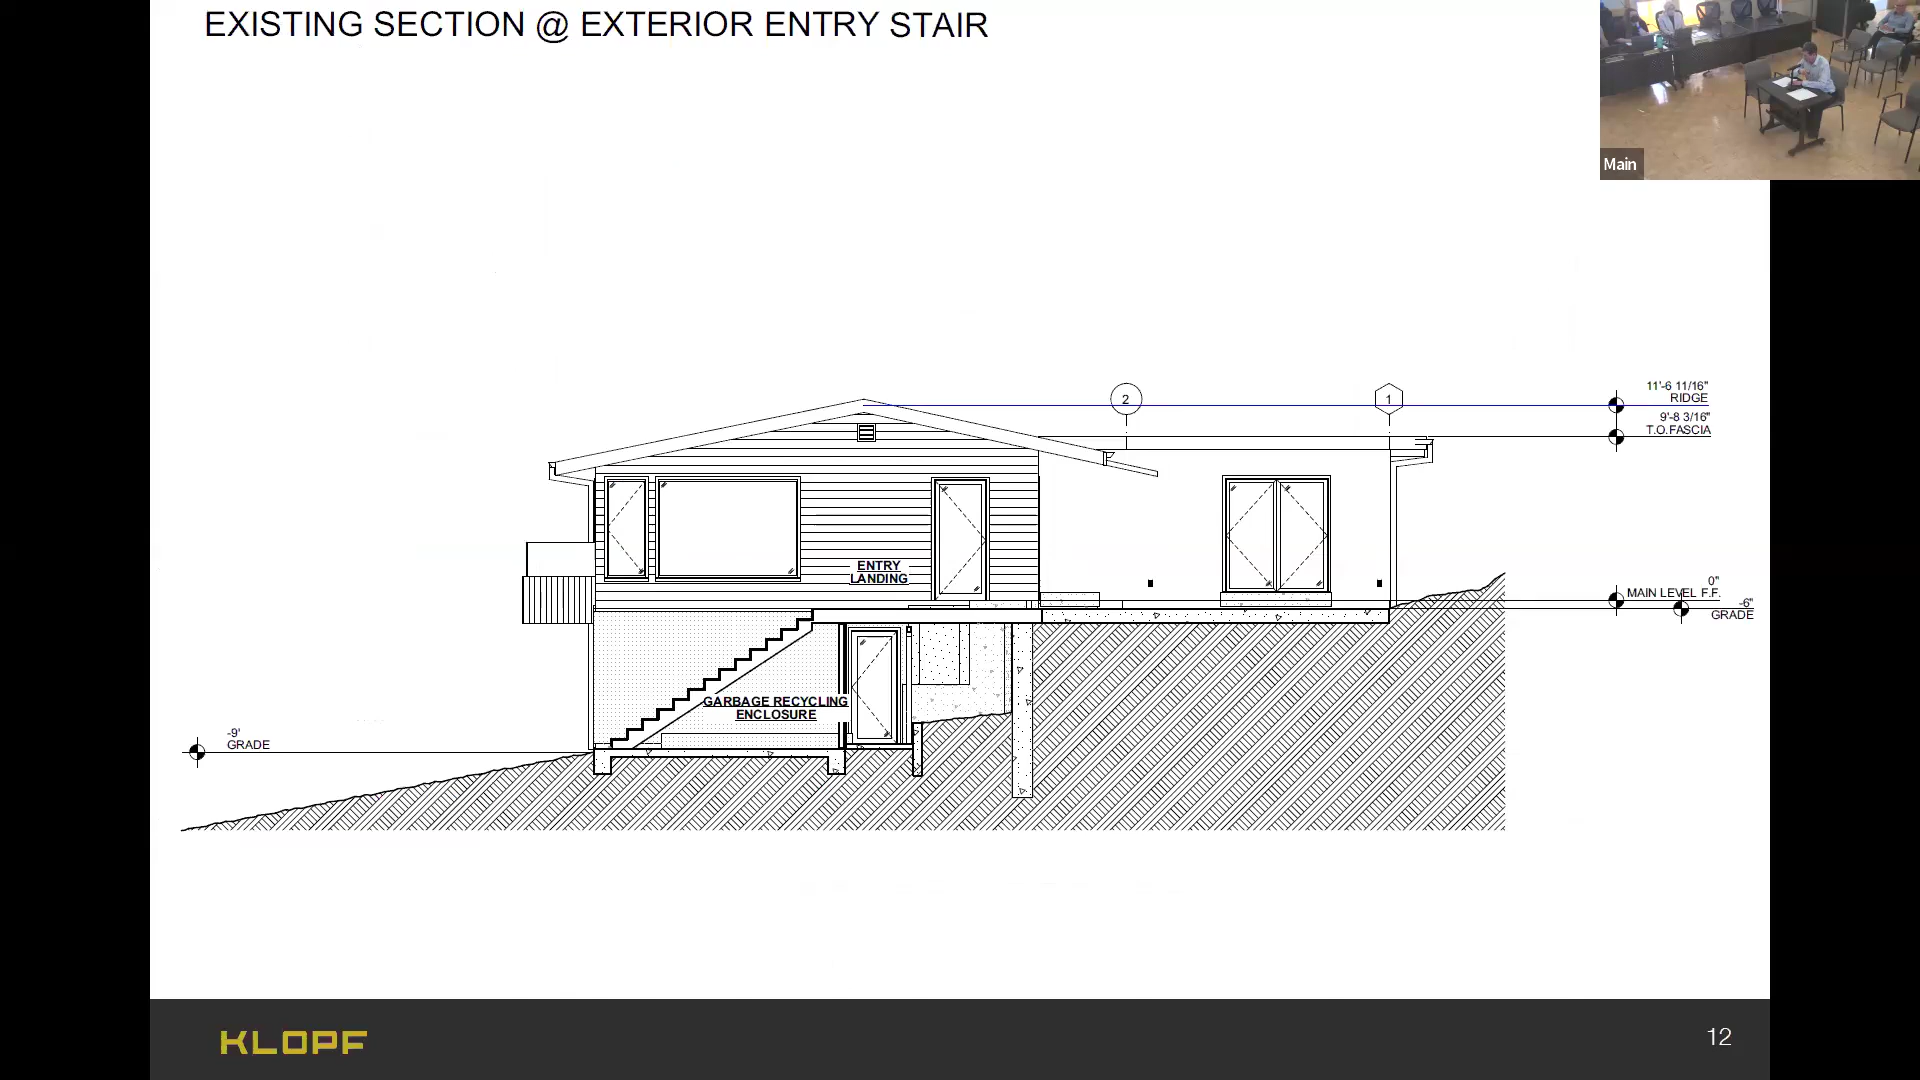 EXISTING SECTION @ EXTERIOR ENTRY STAIR
Main
2
1
11'-6 11/16"
RIDGE
9'-8 3/16"
T.O.FASCIA
ENTRY
LANDING
0"
MAIN LEVEL F.F.
-6"
GRADE
GARBAGE RECYCLING
ENCLOSURE
-9'
GRADE
KLOPF
12